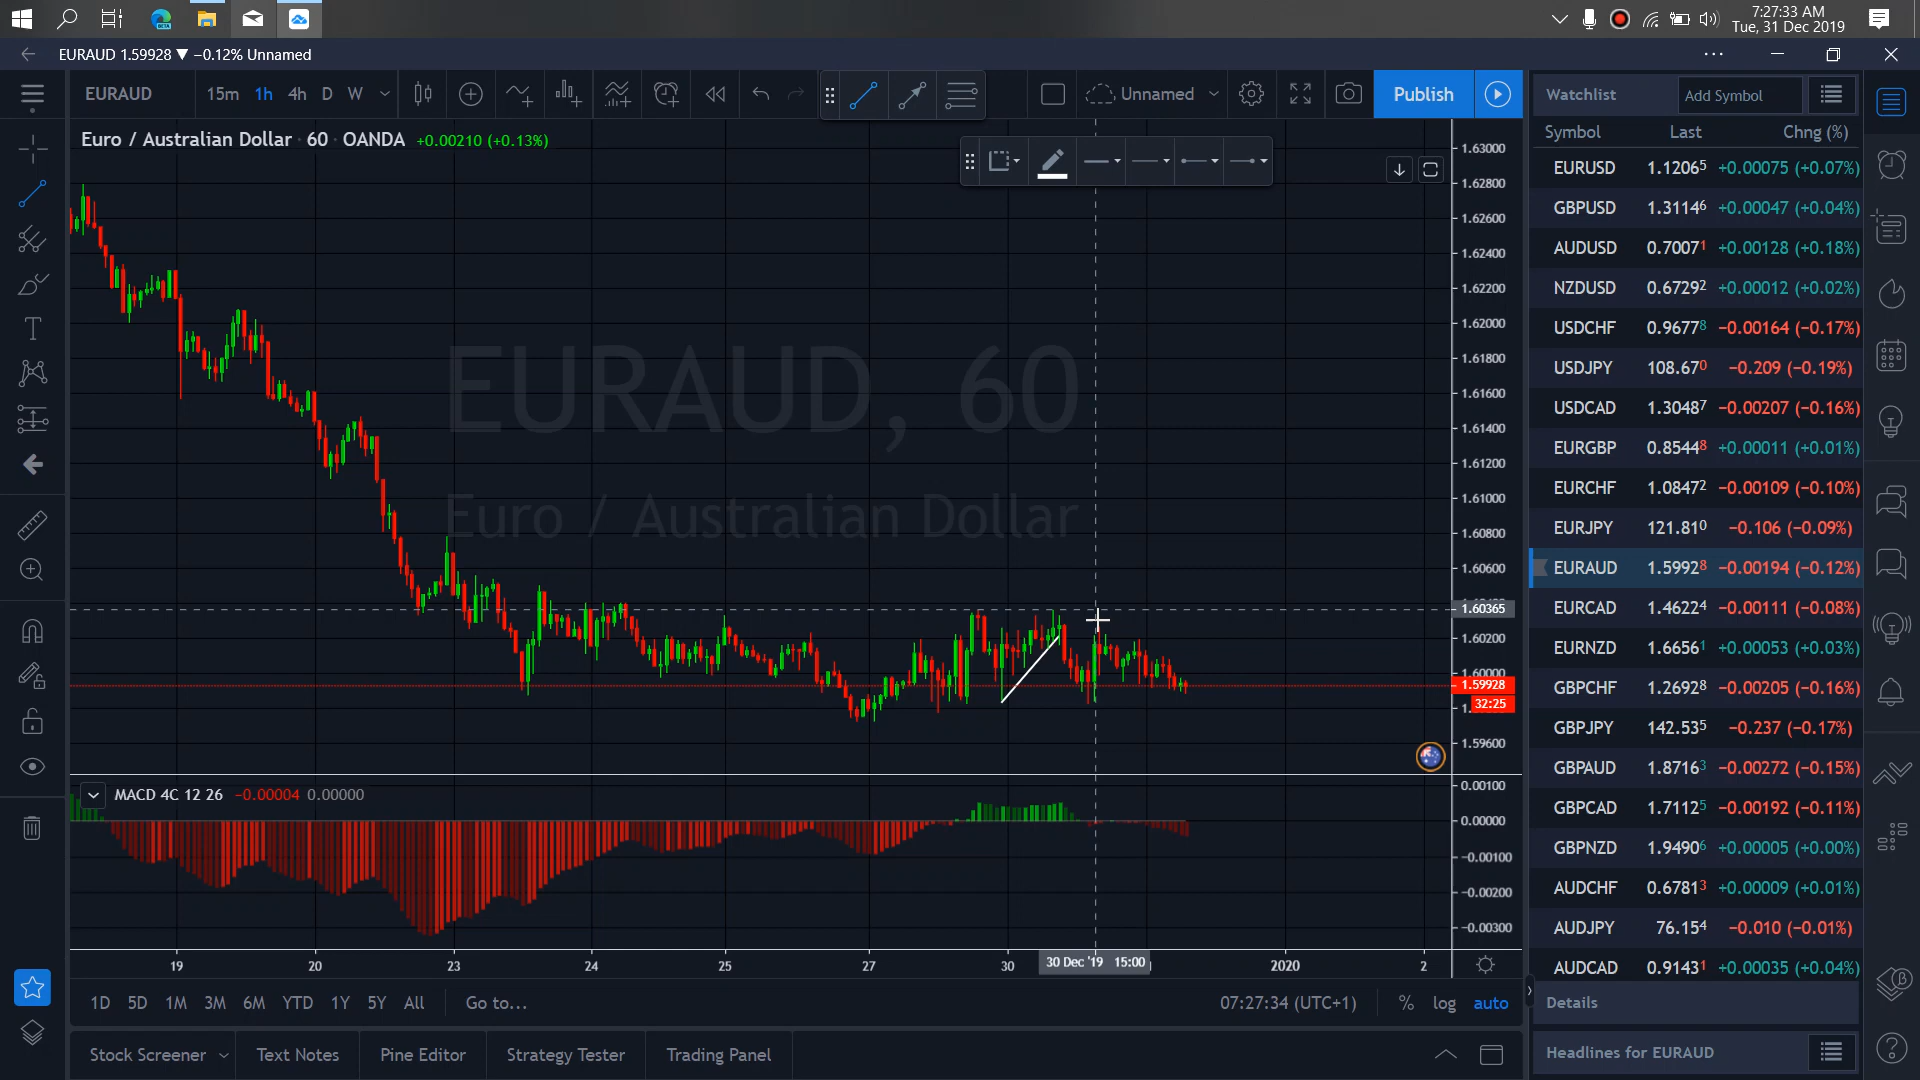 7:27:33 AM
Tue, 31 Dec 2019
EURAUD 1.59928 ▼ −0.12% Unnamed
EURAUD 15m 1h 4h D W Unnamed Publish
Euro / Australian Dollar · 60 · OANDA +0.00210 (+0.13%)
EURAUD, 60
Euro / Australian Dollar
1.63000
1.62800
1.62600
1.62400
1.62200
1.62000
1.61800
1.61600
1.61400
1.61200
1.61000
1.60800
1.60600
1.60365
1.60200
1.60000
1.59928
32:25
1.59600
MACD 4C 12 26 −0.00004 0.00000
0.00100
0.00000
−0.00100
−0.00200
−0.00300
19 20 23 24 25 27 30 30 Dec '19 15:00 2020 2
1D 5D 1M 3M 6M YTD 1Y 5Y All Go to... 07:27:34 (UTC+1) % log auto
Stock Screener Text Notes Pine Editor Strategy Tester Trading Panel
Watchlist Add Symbol
Symbol Last Chng (%)
EURUSD 1.12065 +0.00075 (+0.07%)
GBPUSD 1.31146 +0.00047 (+0.04%)
AUDUSD 0.70071 +0.00128 (+0.18%)
NZDUSD 0.67292 +0.00012 (+0.02%)
USDCHF 0.96778 −0.00164 (−0.17%)
USDJPY 108.670 −0.209 (−0.19%)
USDCAD 1.30487 −0.00207 (−0.16%)
EURGBP 0.85448 +0.00011 (+0.01%)
EURCHF 1.08472 −0.00109 (−0.10%)
EURJPY 121.810 −0.106 (−0.09%)
EURAUD 1.59928 −0.00194 (−0.12%)
EURCAD 1.46224 −0.00111 (−0.08%)
EURNZD 1.66561 +0.00053 (+0.03%)
GBPCHF 1.26928 −0.00205 (−0.16%)
GBPJPY 142.535 −0.237 (−0.17%)
GBPAUD 1.87163 −0.00272 (−0.15%)
GBPCAD 1.71125 −0.00192 (−0.11%)
GBPNZD 1.94906 +0.00005 (+0.00%)
AUDCHF 0.67813 +0.00009 (+0.01%)
AUDJPY 76.154 −0.010 (−0.01%)
AUDCAD 0.91431 +0.00035 (+0.04%)
Details
Headlines for EURAUD